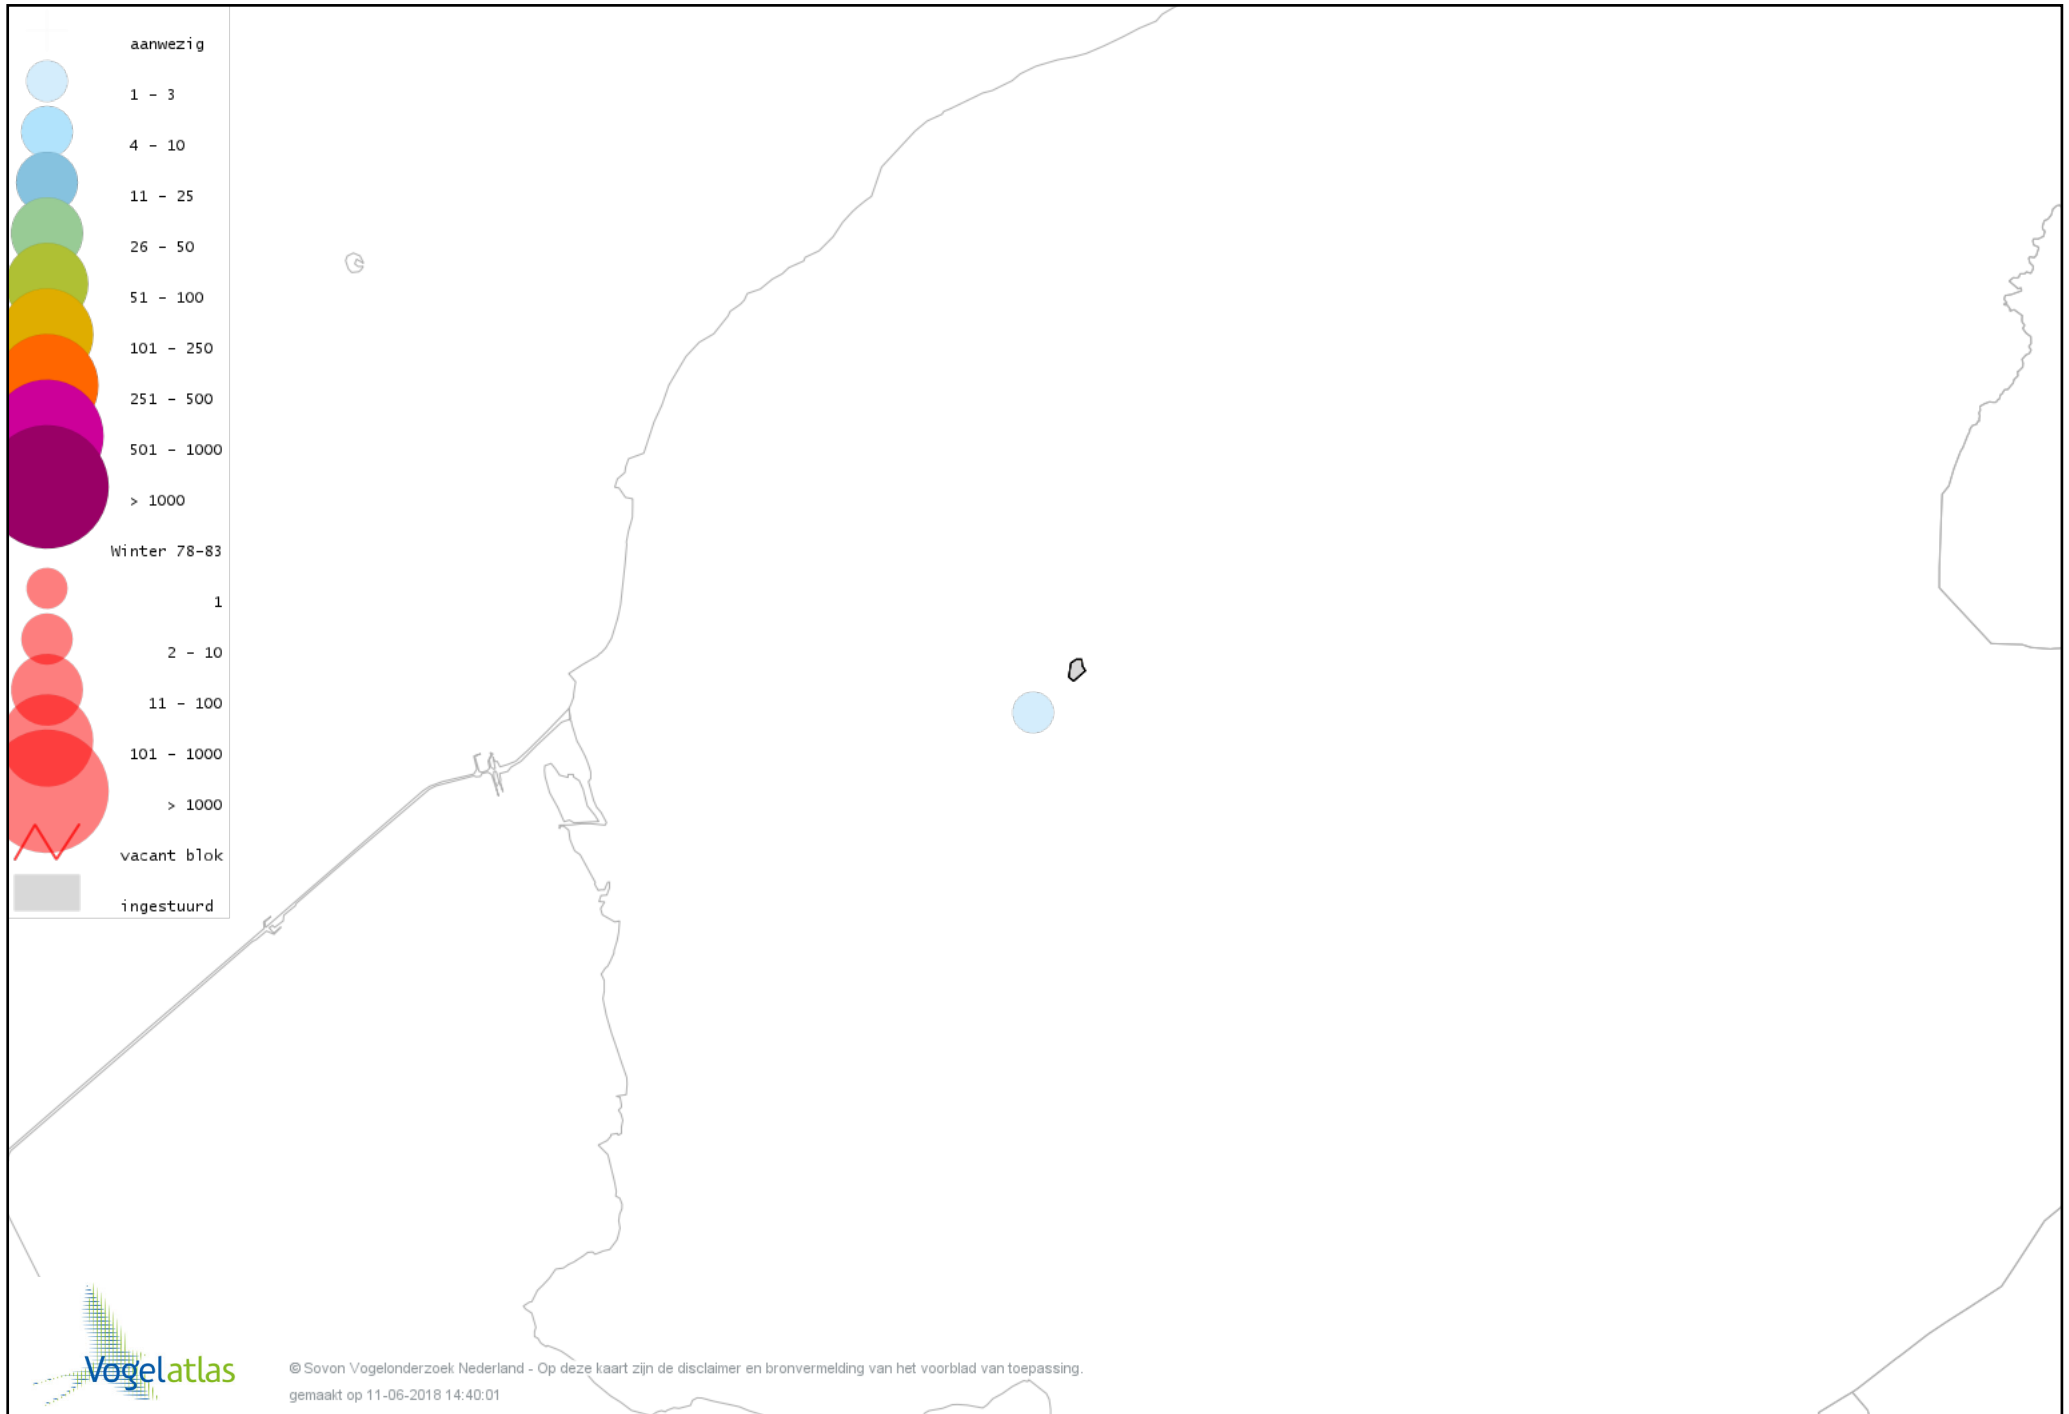 aanwezig
1 - 3
4 - 10
11 - 25
26 - 50
51 - 100
101 - 250
251 - 500
501 - 1000
> 1000
Winter 78-83
1
2 - 10
11 - 100
101 - 1000
> 1000
vacant blok
ingestuurd
Vogelatlas
© Sovon Vogelonderzoek Nederland - Op deze kaart zijn de disclaimer en bronvermelding van het voorblad van toepassing.
gemaakt op 11-06-2018 14:40:01